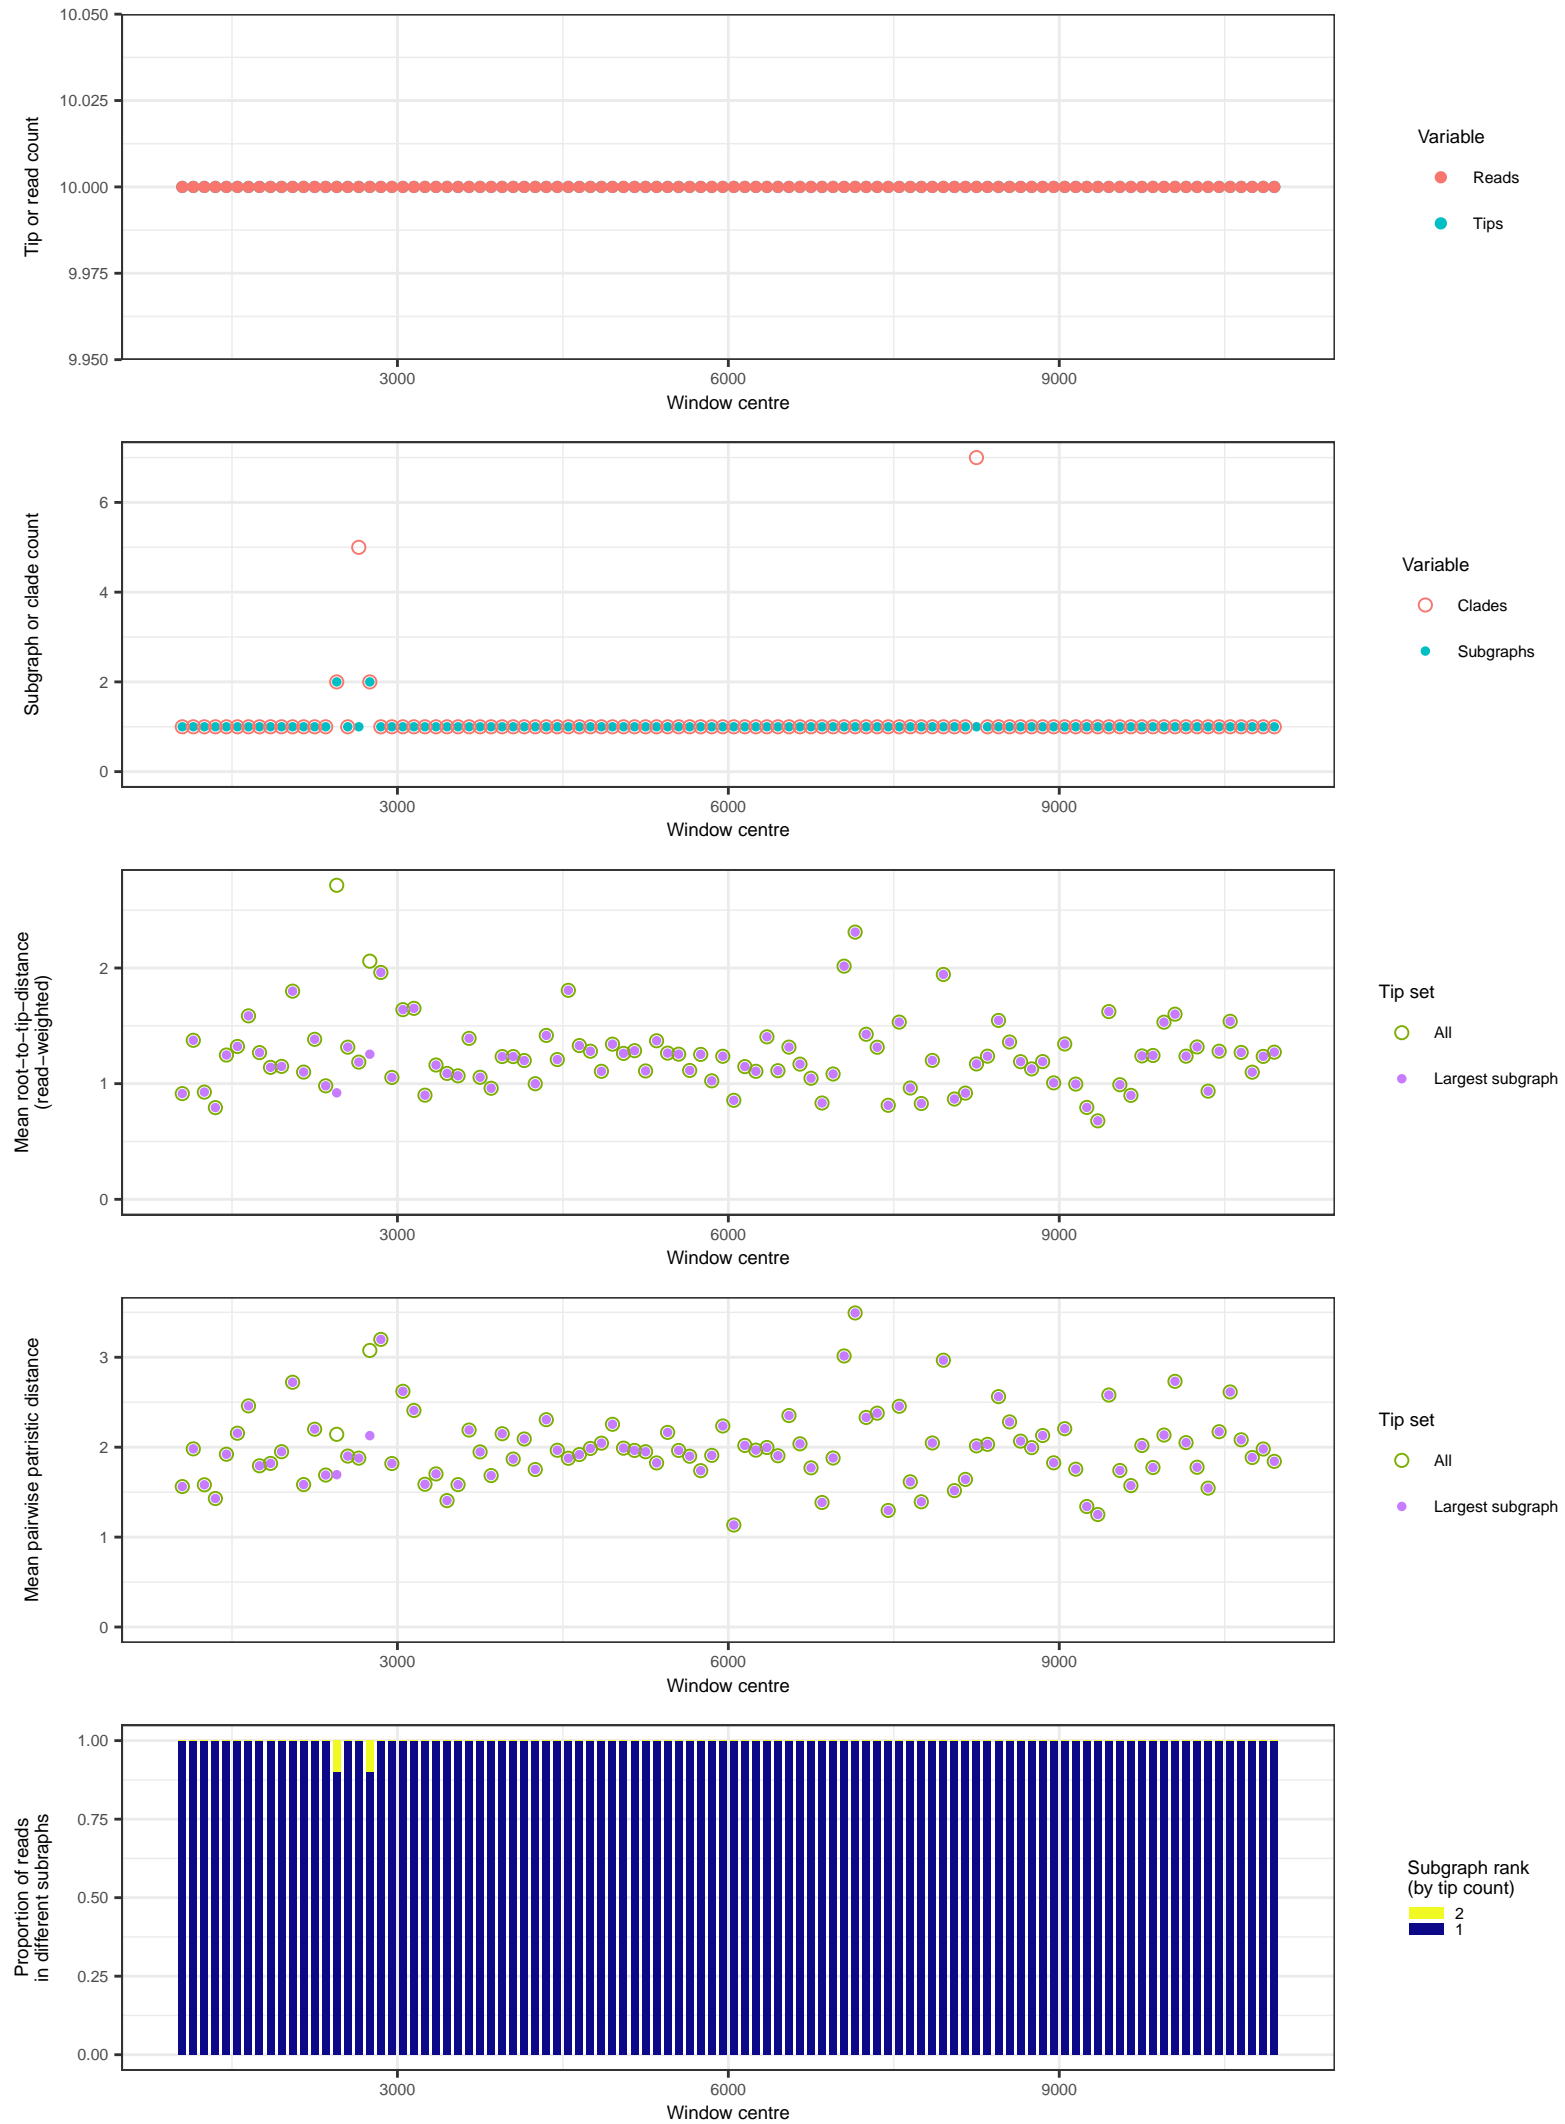 10.050
10.025
10.000
9.975
9.950
Tip or read count
3000
6000
9000
Window centre
Variable
Reads
Tips
6
4
2
0
Subgraph or clade count
3000
6000
9000
Window centre
Variable
Clades
Subgraphs
2
1
0
Mean root−to−tip−distance
(read−weighted)
3000
6000
9000
Window centre
Tip set
All
Largest subgraph
3
2
1
0
Mean pairwise patristic distance
3000
6000
9000
Window centre
Tip set
All
Largest subgraph
1.00
0.75
0.50
0.25
0.00
Proportion of reads
in different subraphs
3000
6000
9000
Window centre
Subgraph rank
(by tip count)
2
1